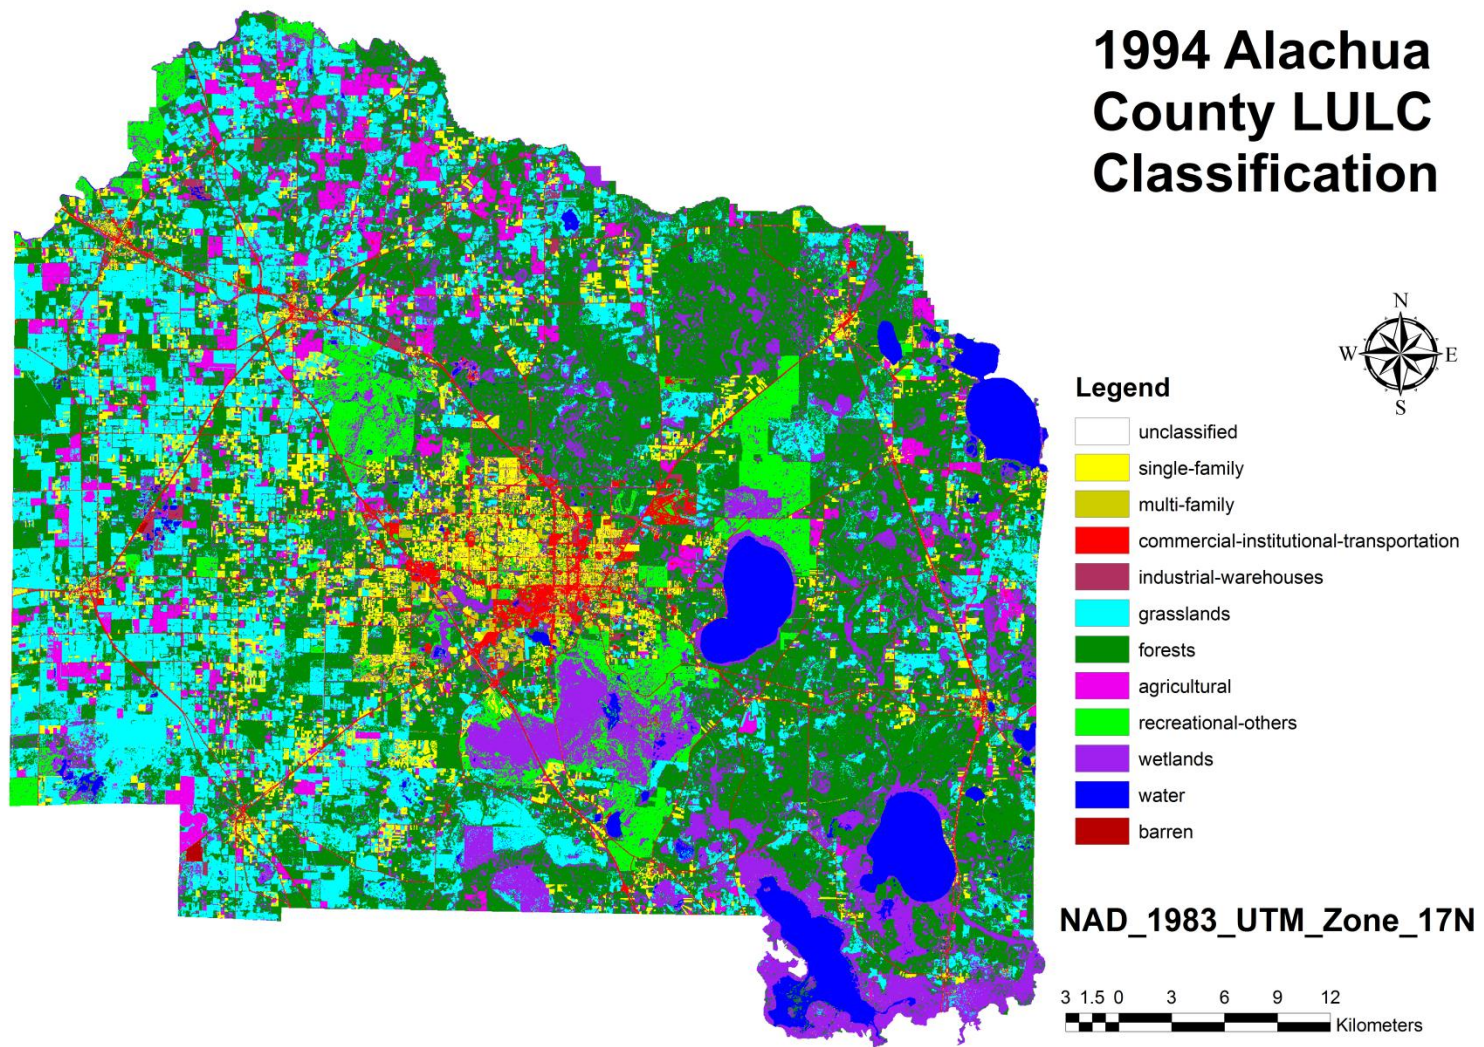 1994 Alachua
County LULC
Classification
N
W E
S
Legend
unclassified
single-family
multi-family
commercial-institutional-transportation
industrial-warehouses
grasslands
forests
agricultural
recreational-others
wetlands
water
barren
NAD_1983_UTM_Zone_17N
3 1.5 0 3 6 9 12
Kilometers